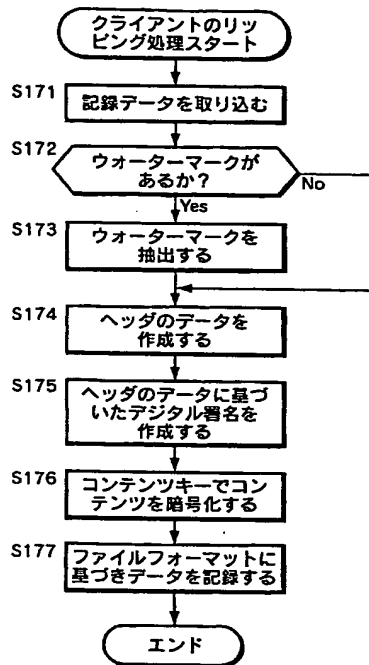 クライアントのリッ
ピング処理スタート
S171
記録データを取り込む
S172
ウォーターマークが
あるか？
No
Yes
S173
ウォーターマークを
抽出する
S174
ヘッダのデータを
作成する
S175
ヘッダのデータに基づ
いたデジタル署名を
作成する
S176
コンテンツキーでコン
テンツを暗号化する
S177
ファイルフォーマットに
基づきデータを記録する
エンド